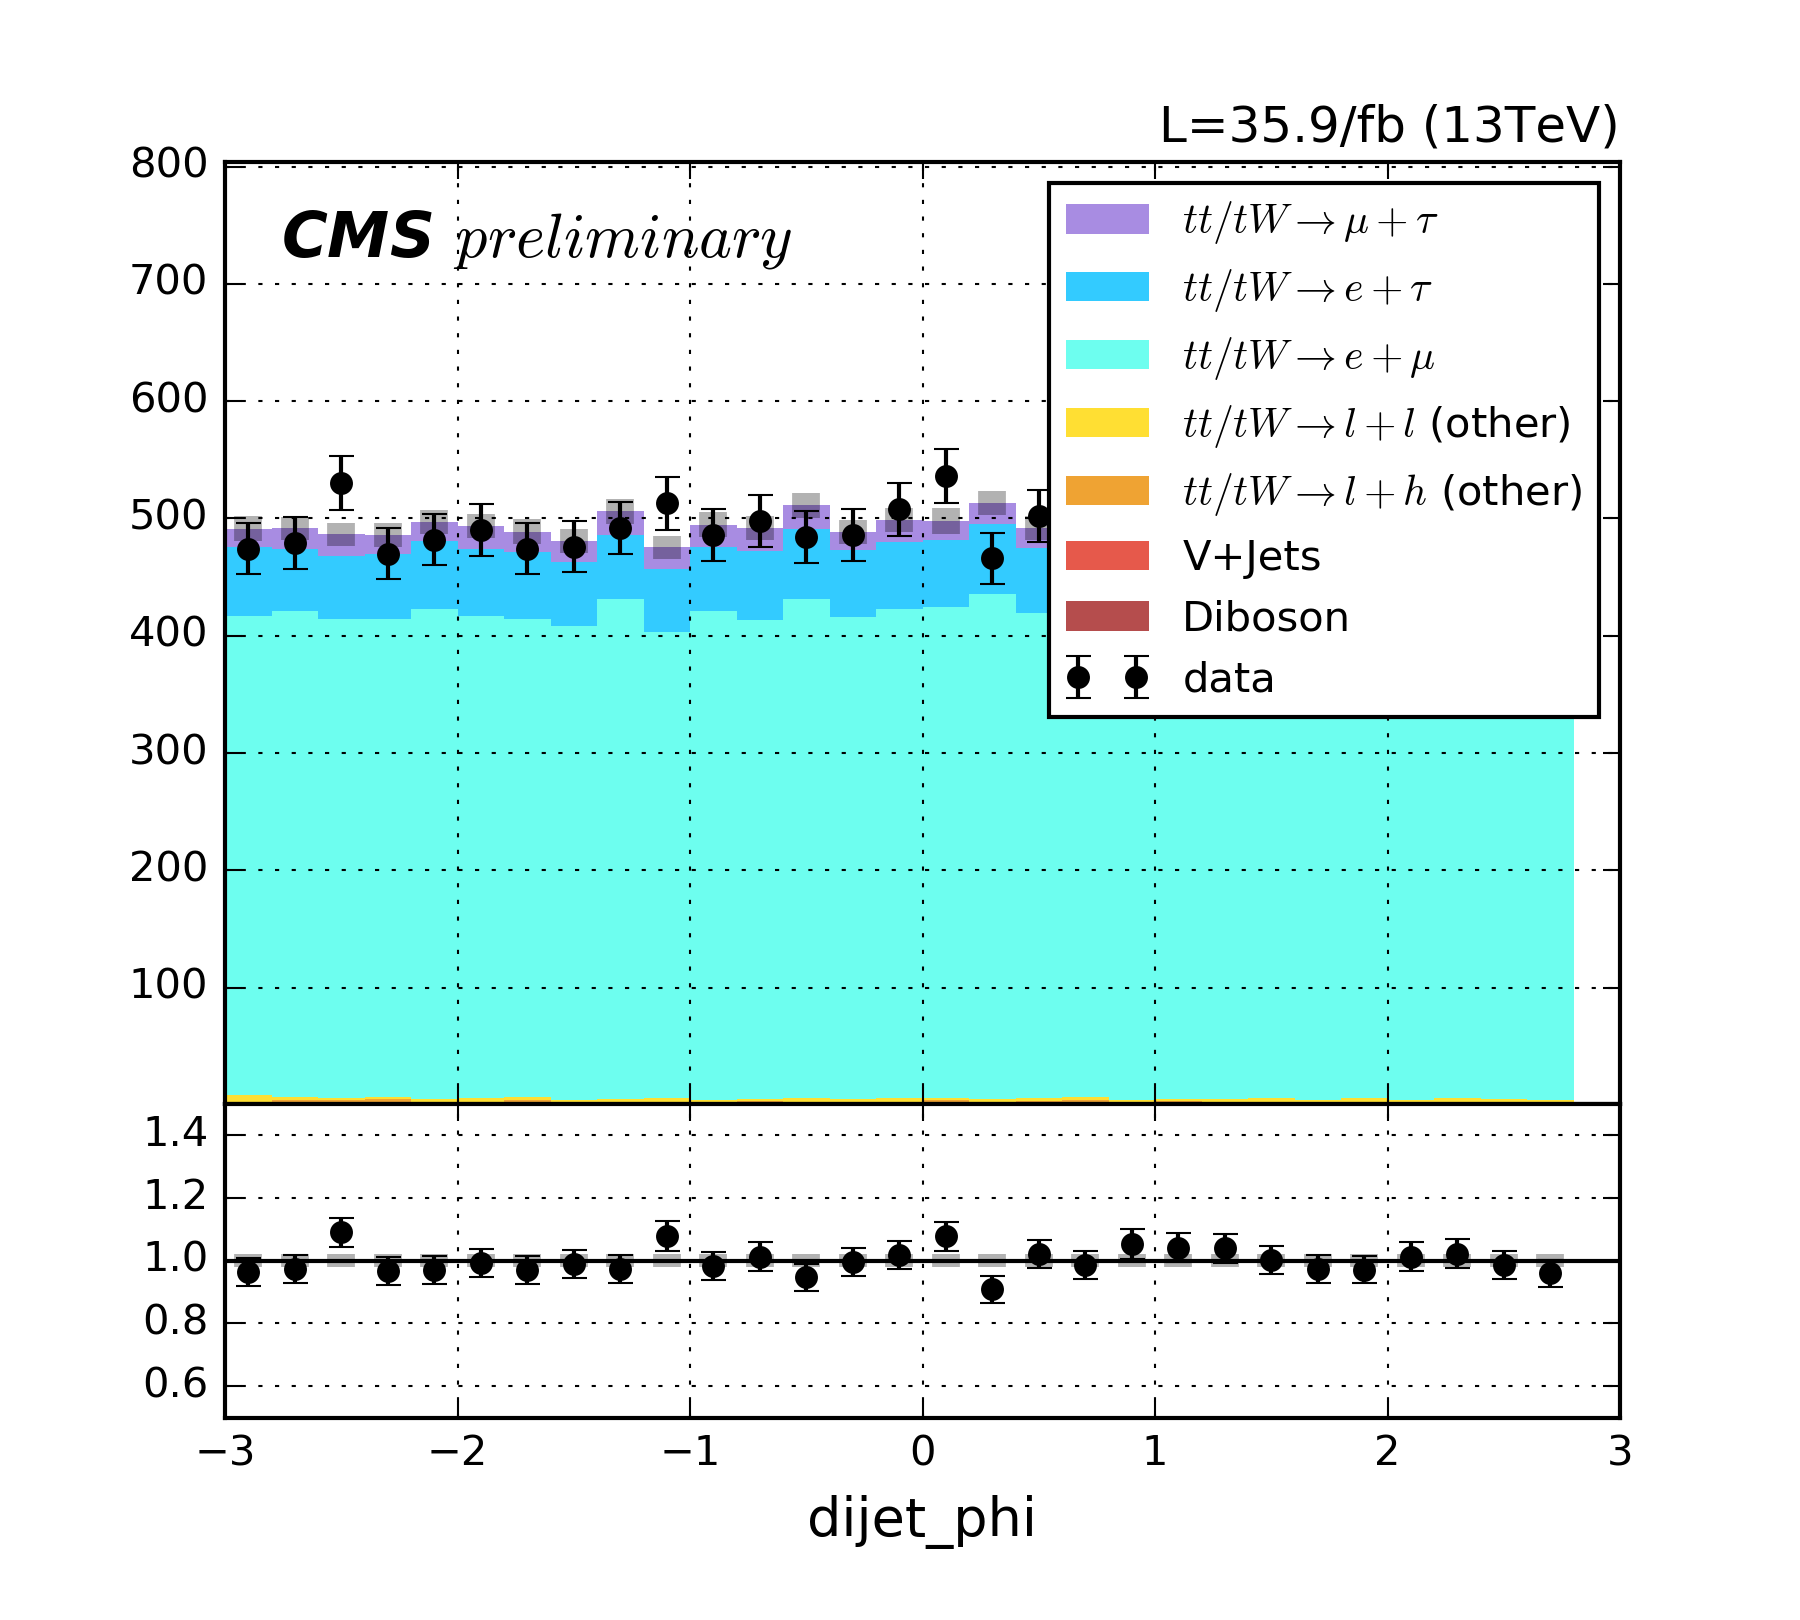 L=35.9/fb (13TeV)
CMS preliminary
800
700
600
500
400
300
200
100
tt/tW→μ+τ
tt/tW→e+τ
tt/tW→e+μ
tt/tW→l+l (other)
tt/tW→l+h (other)
V+Jets
Diboson
data
1.4
1.2
1.0
0.8
0.6
−3 −2 −1 0 1 2 3
dijet_phi